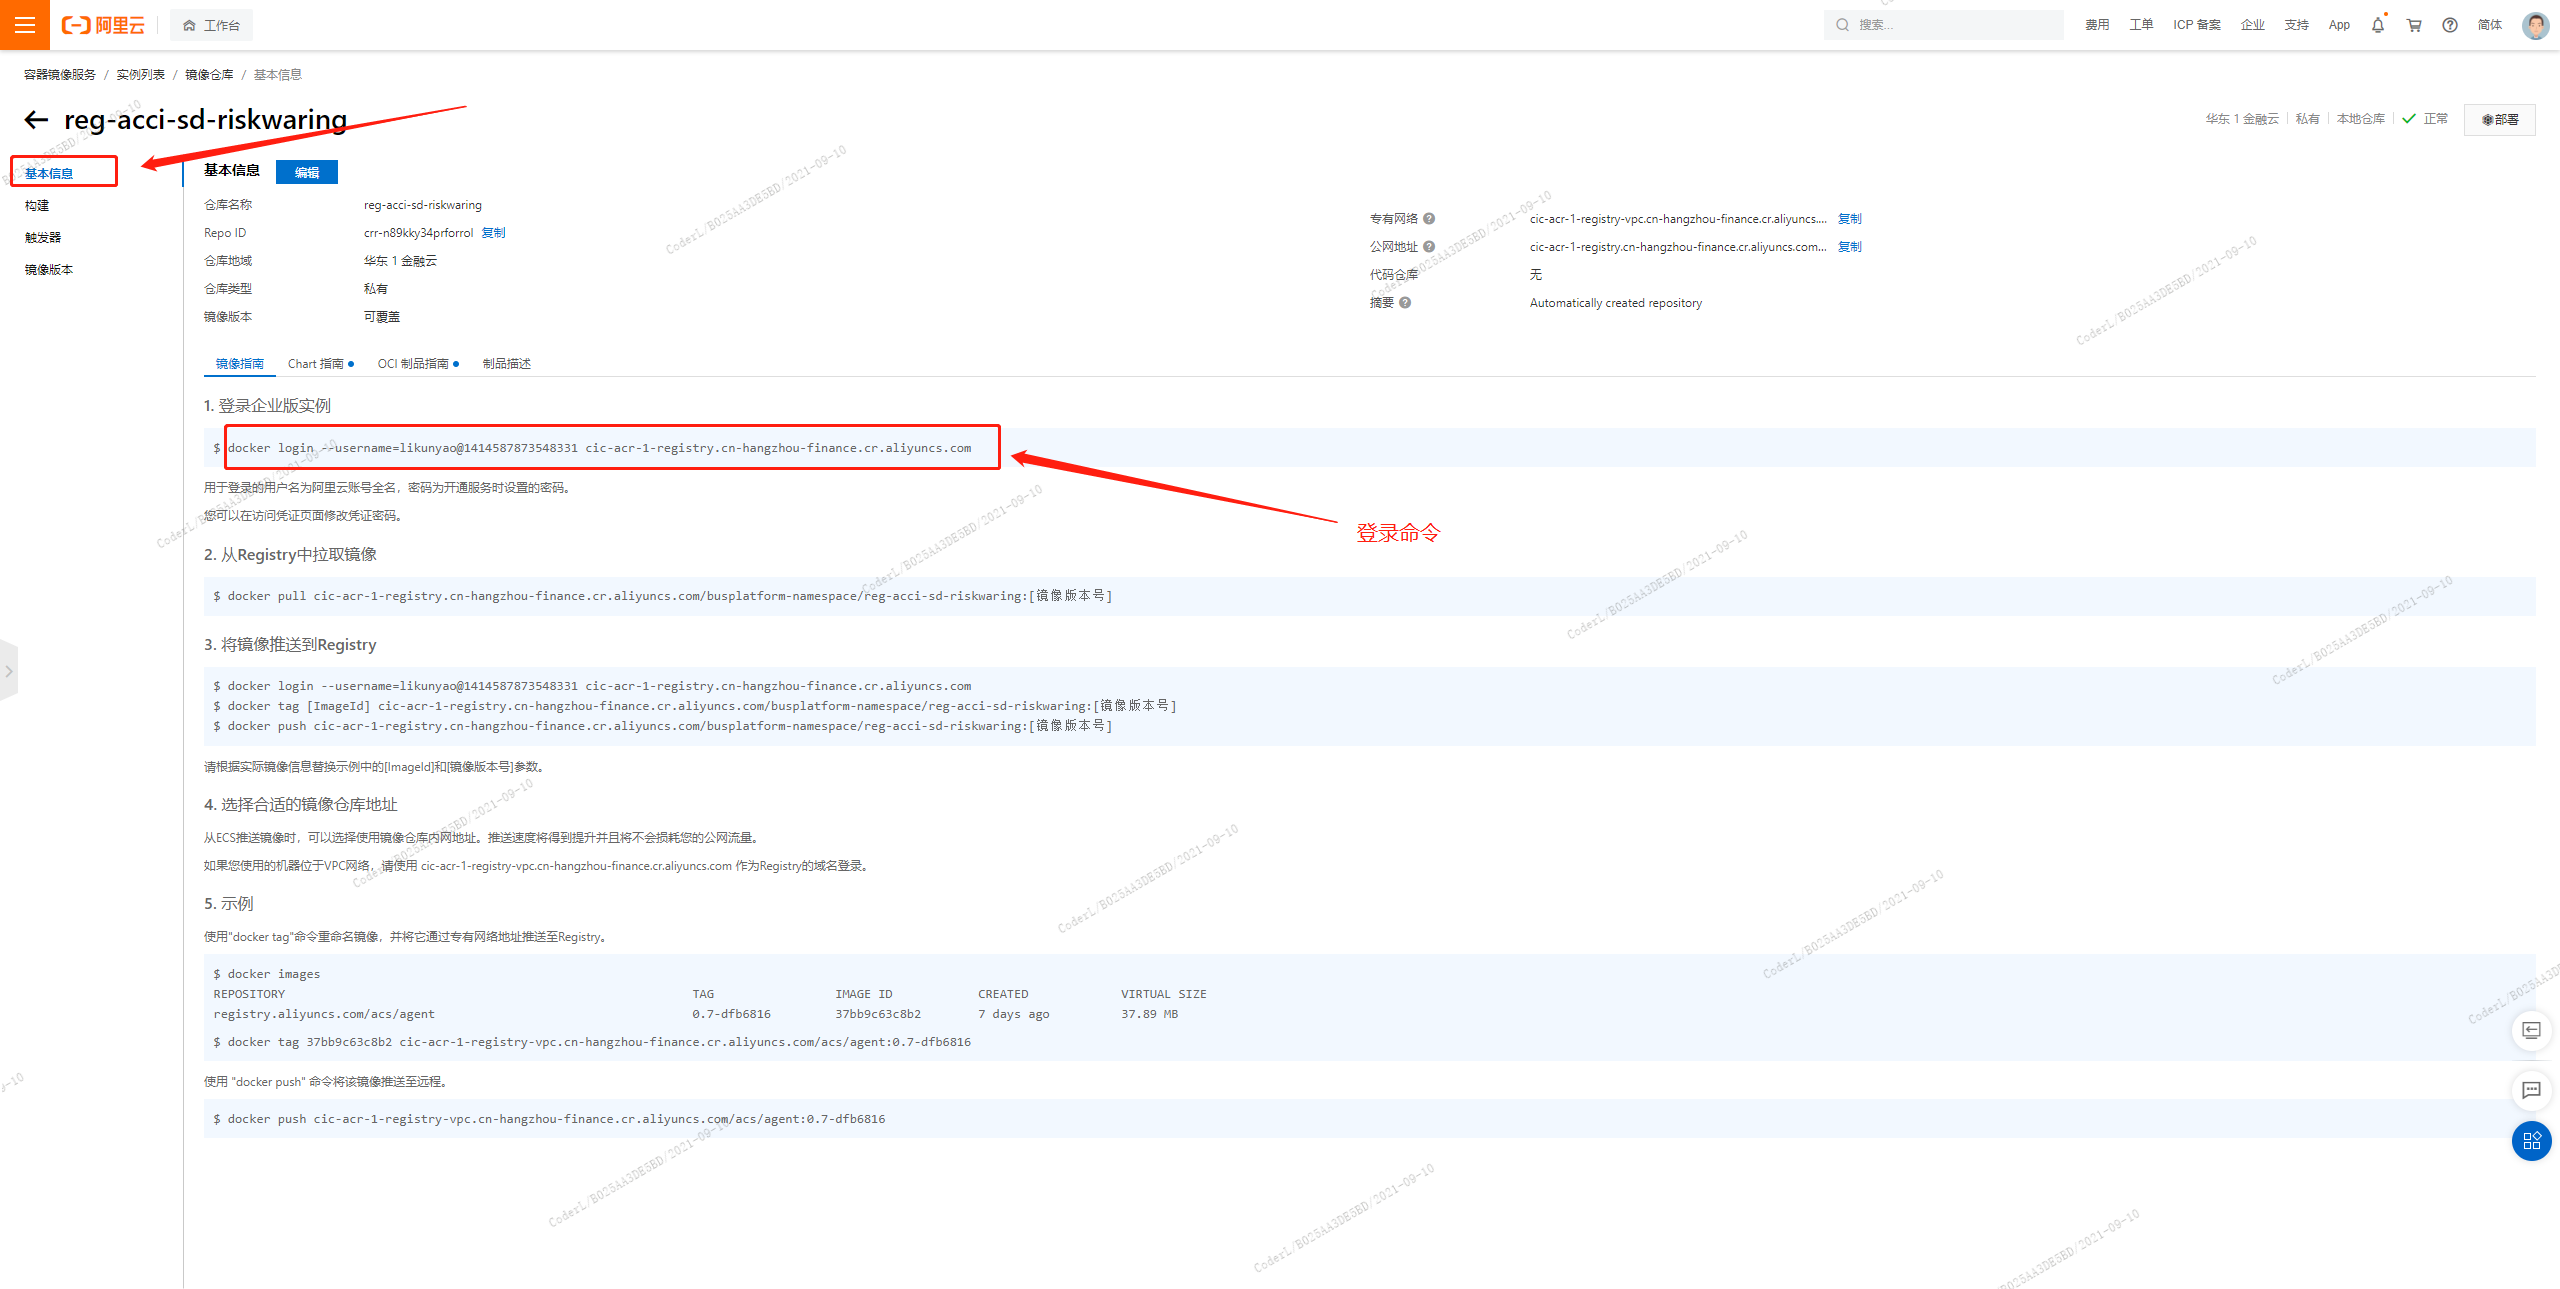 阿里云
工作台
搜索...
费用 工单 ICP 备案 企业 支持 App 简体
容器镜像服务 / 实例列表 / 镜像仓库 / 基本信息
reg-acci-sd-riskwaring
华东 1 金融云 私有 本地仓库 正常 部署
基本信息
构建
触发器
镜像版本
基本信息 编辑
仓库名称 reg-acci-sd-riskwaring
Repo ID crr-n89kky34prforrol 复制
仓库地域 华东 1 金融云
仓库类型 私有
镜像版本 可覆盖
专有网络 cic-acr-1-registry-vpc.cn-hangzhou-finance.cr.aliyuncs.... 复制
公网地址 cic-acr-1-registry.cn-hangzhou-finance.cr.aliyuncs.com... 复制
代码仓库 无
摘要 Automatically created repository
镜像指南 Chart 指南 OCI 制品指南 制品描述
1. 登录企业版实例
$ docker login --username=likunyao@1414587873548331 cic-acr-1-registry.cn-hangzhou-finance.cr.aliyuncs.com
用于登录的用户名为阿里云账号全名，密码为开通服务时设置的密码。
您可以在访问凭证页面修改凭证密码。
登录命令
2. 从Registry中拉取镜像
$ docker pull cic-acr-1-registry.cn-hangzhou-finance.cr.aliyuncs.com/busplatform-namespace/reg-acci-sd-riskwaring:[镜像版本号]
3. 将镜像推送到Registry
$ docker login --username=likunyao@1414587873548331 cic-acr-1-registry.cn-hangzhou-finance.cr.aliyuncs.com
$ docker tag [ImageId] cic-acr-1-registry.cn-hangzhou-finance.cr.aliyuncs.com/busplatform-namespace/reg-acci-sd-riskwaring:[镜像版本号]
$ docker push cic-acr-1-registry.cn-hangzhou-finance.cr.aliyuncs.com/busplatform-namespace/reg-acci-sd-riskwaring:[镜像版本号]
请根据实际镜像信息替换示例中的[ImageId]和[镜像版本号]参数。
4. 选择合适的镜像仓库地址
从ECS推送镜像时，可以选择使用镜像仓库内网地址。推送速度将得到提升并且将不会损耗您的公网流量。
如果您使用的机器位于VPC网络，请使用 cic-acr-1-registry-vpc.cn-hangzhou-finance.cr.aliyuncs.com 作为Registry的域名登录。
5. 示例
使用"docker tag"命令重命名镜像，并将它通过专有网络地址推送至Registry。
$ docker images
REPOSITORY TAG IMAGE ID CREATED VIRTUAL SIZE
registry.aliyuncs.com/acs/agent 0.7-dfb6816 37bb9c63c8b2 7 days ago 37.89 MB
$ docker tag 37bb9c63c8b2 cic-acr-1-registry-vpc.cn-hangzhou-finance.cr.aliyuncs.com/acs/agent:0.7-dfb6816
使用 "docker push" 命令将该镜像推送至远程。
$ docker push cic-acr-1-registry-vpc.cn-hangzhou-finance.cr.aliyuncs.com/acs/agent:0.7-dfb6816
CoderL/B025AA3DE5BD/2021-09-10